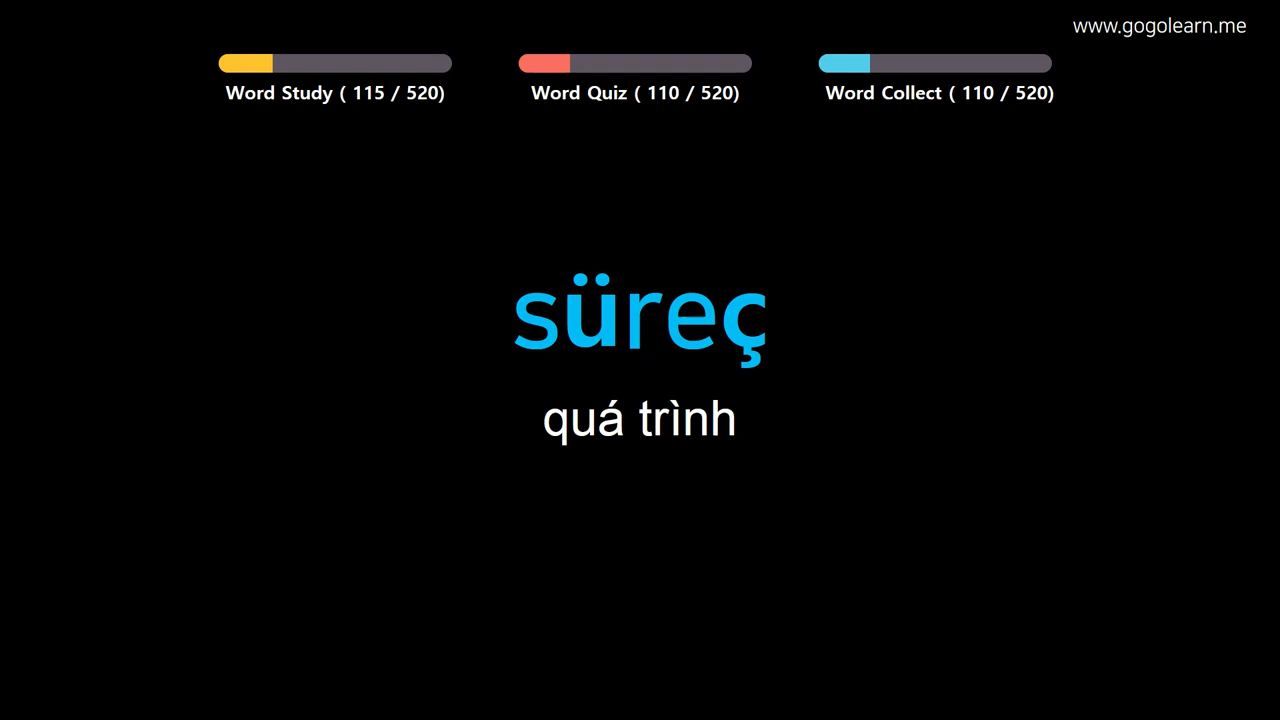 www.gogolearn.me
Word Study ( 115 / 520)
Word Quiz ( 110 / 520)
Word Collect ( 110 / 520)
süreç
quá trình